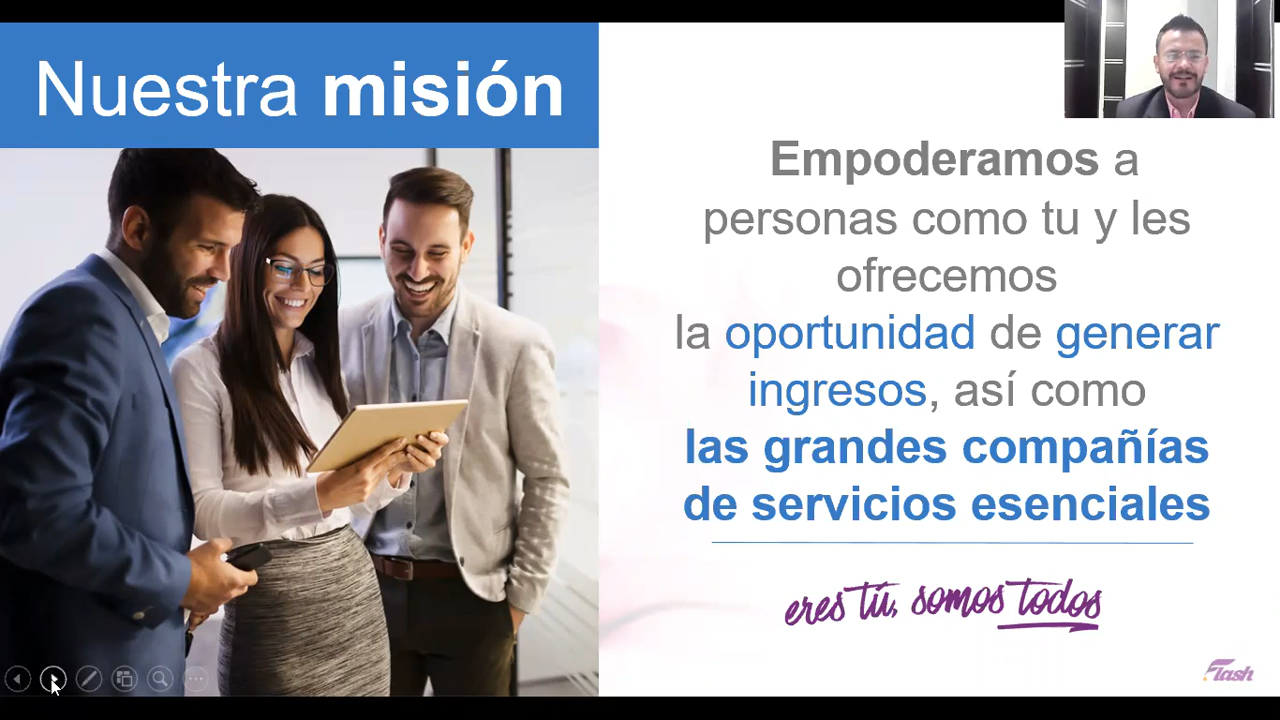 Nuestra misión
Empoderamos a
personas como tu y les
ofrecemos
la oportunidad de generar
ingresos, así como
las grandes compañías
de servicios esenciales
eres tú, somos todos
Flash